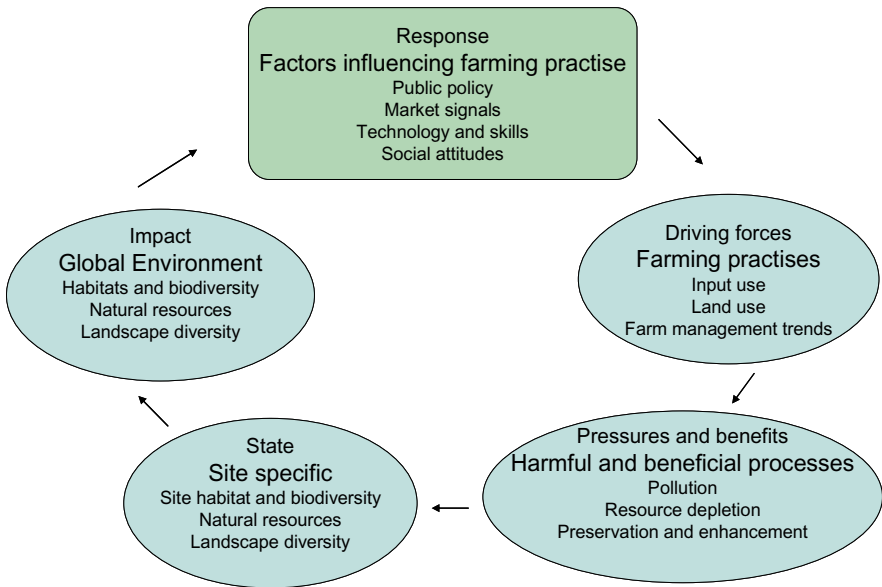 Response
Factors influencing farming practise
Public policy
Market signals
Technology and skills
Social attitudes
Driving forces
Farming practises
Input use
Land use
Farm management trends
Pressures and benefits
Harmful and beneficial processes
Pollution
Resource depletion
Preservation and enhancement
State
Site specific
Site habitat and biodiversity
Natural resources
Landscape diversity
Impact
Global Environment
Habitats and biodiversity
Natural resources
Landscape diversity